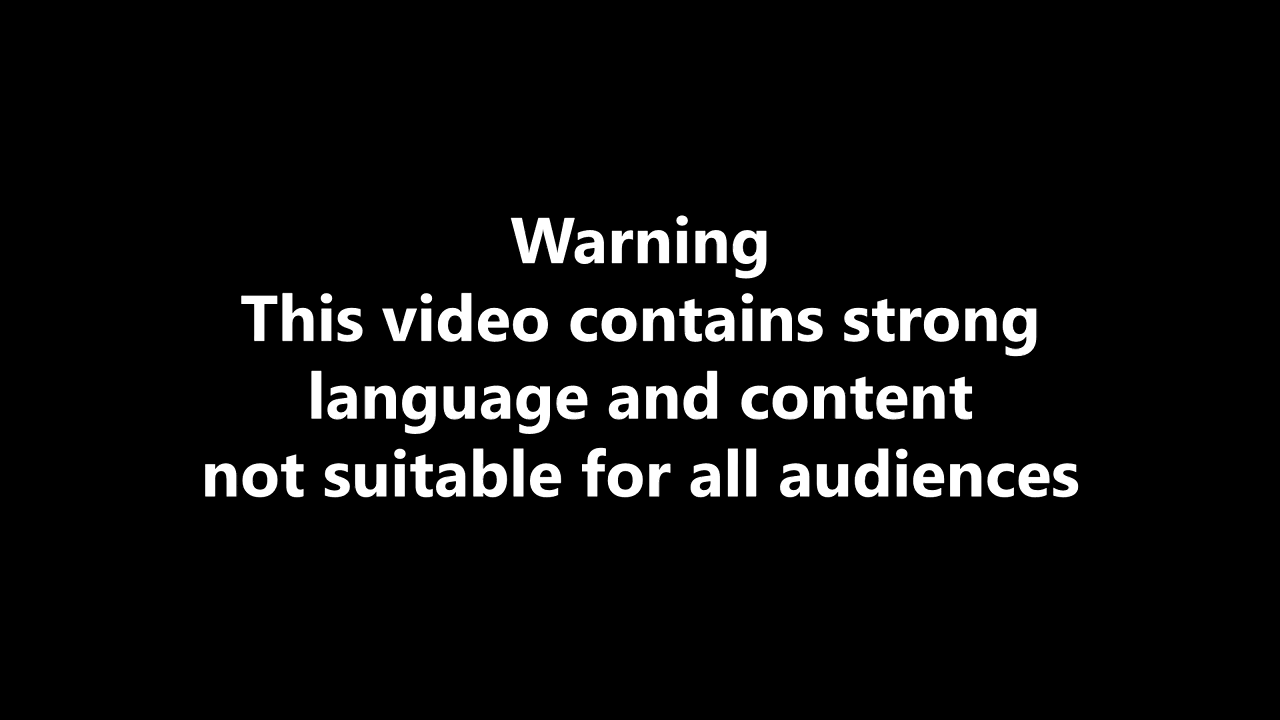 Warning
This video contains strong
language and content
not suitable for all audiences